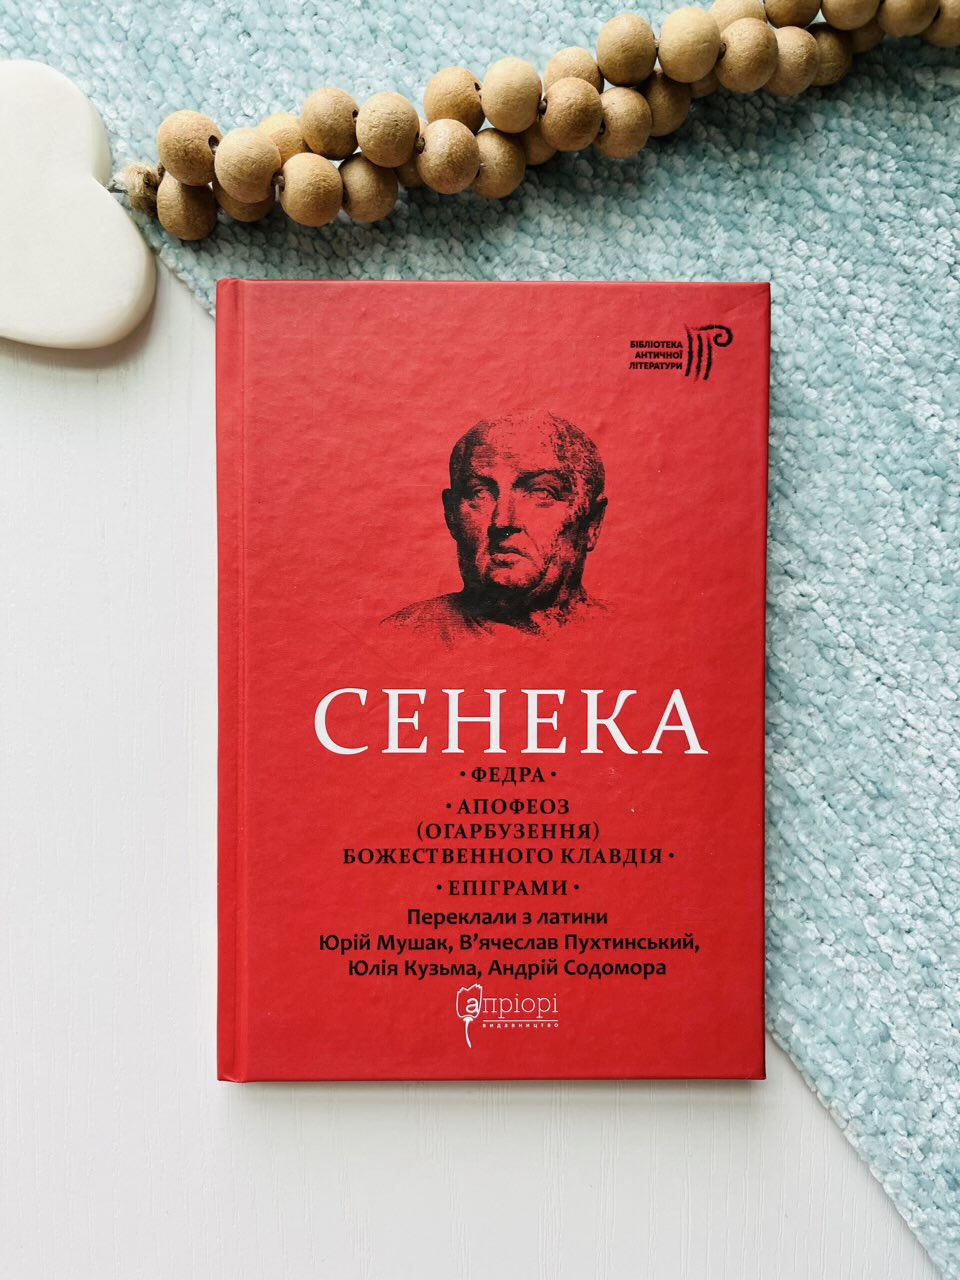 БІБЛІОТЕКА
АНТИЧНОЇ
ЛІТЕРАТУРИ
СЕНЕКА
• ФЕДРА •
• АПОФЕОЗ
(ОГАРБУЗЕННЯ)
БОЖЕСТВЕННОГО КЛАВДІЯ •
• ЕПІГРАМИ •
Переклали з латини
Юрій Мушак, В’ячеслав Пухтинський,
Юлія Кузьма, Андрій Содомора
апріорі
видавництво